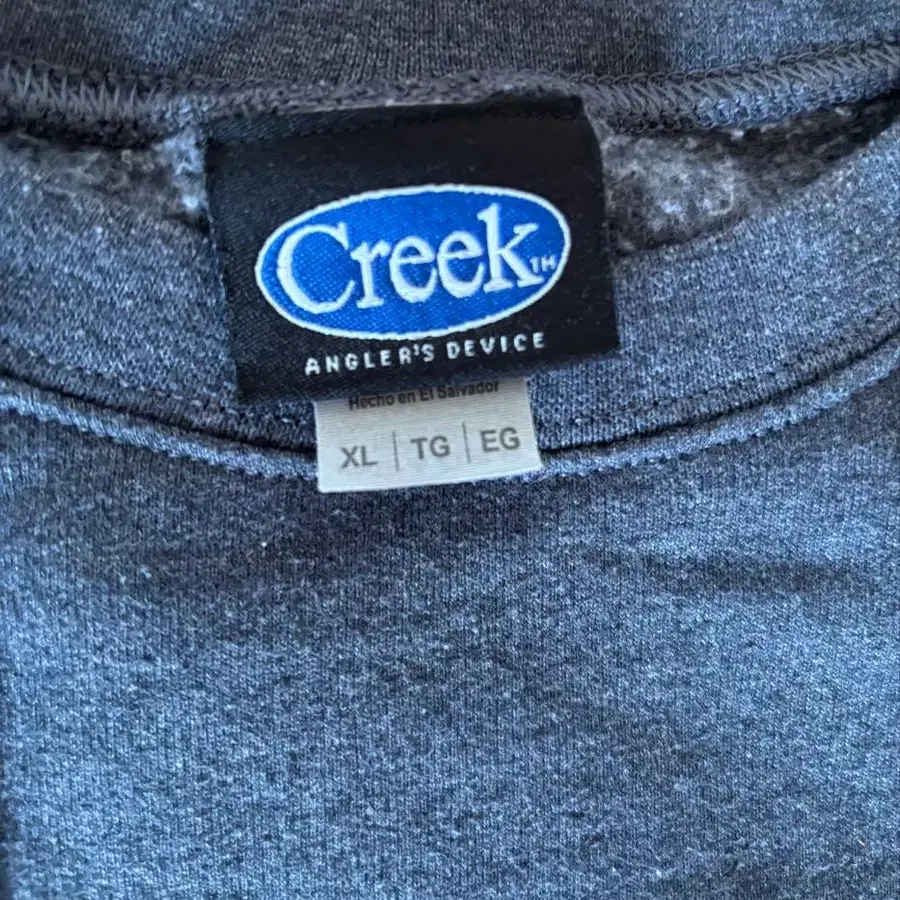 Creek TM
ANGLER'S DEVICE
Hecho en El Salvador
XL | TG | EG